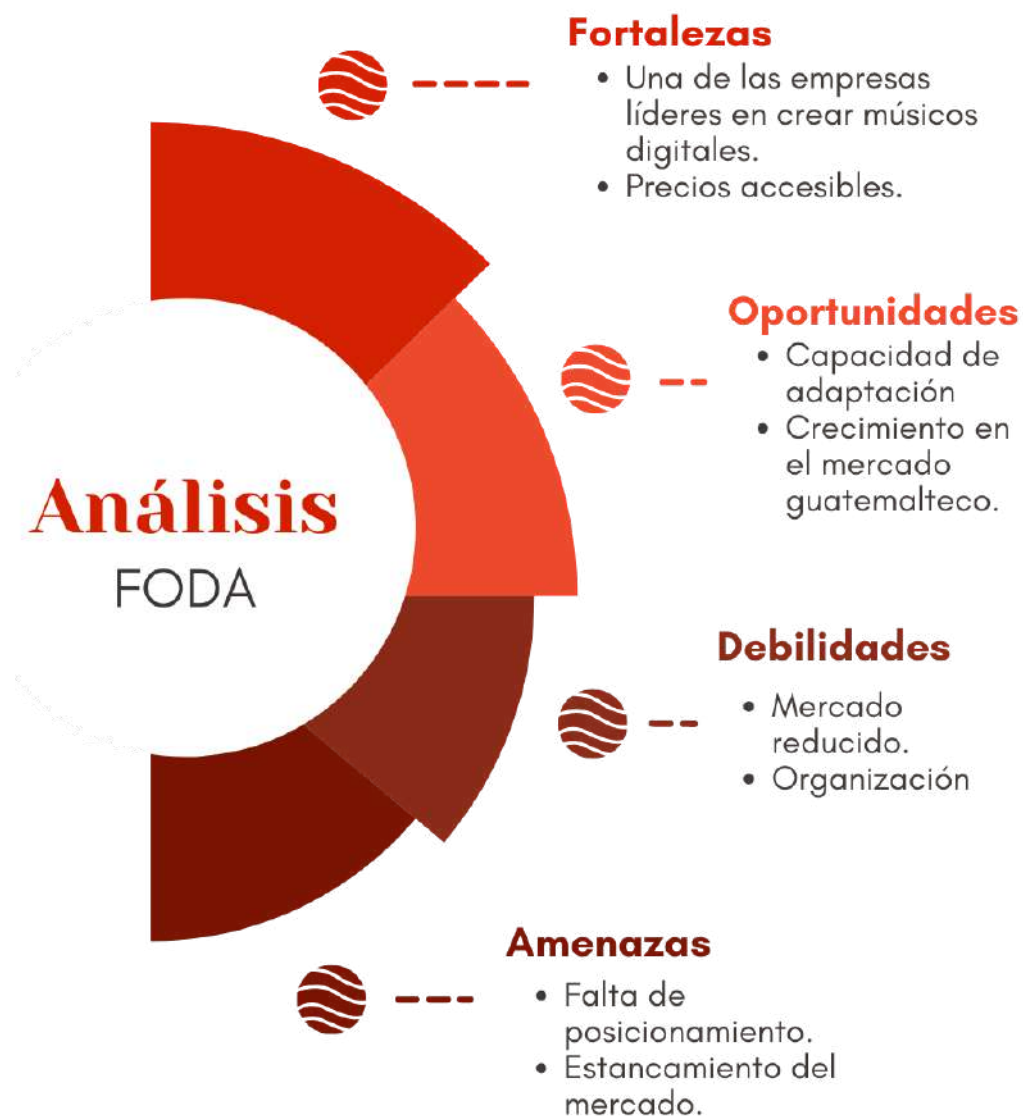 Fortalezas
• Una de las empresas
líderes en crear músicos
digitales.
• Precios accesibles.
Oportunidades
• Capacidad de
adaptación
• Crecimiento en
el mercado
guatemalteco.
Análisis
FODA
Debilidades
• Mercado
reducido.
• Organización
Amenazas
• Falta de
posicionamiento.
• Estancamiento del
mercado.